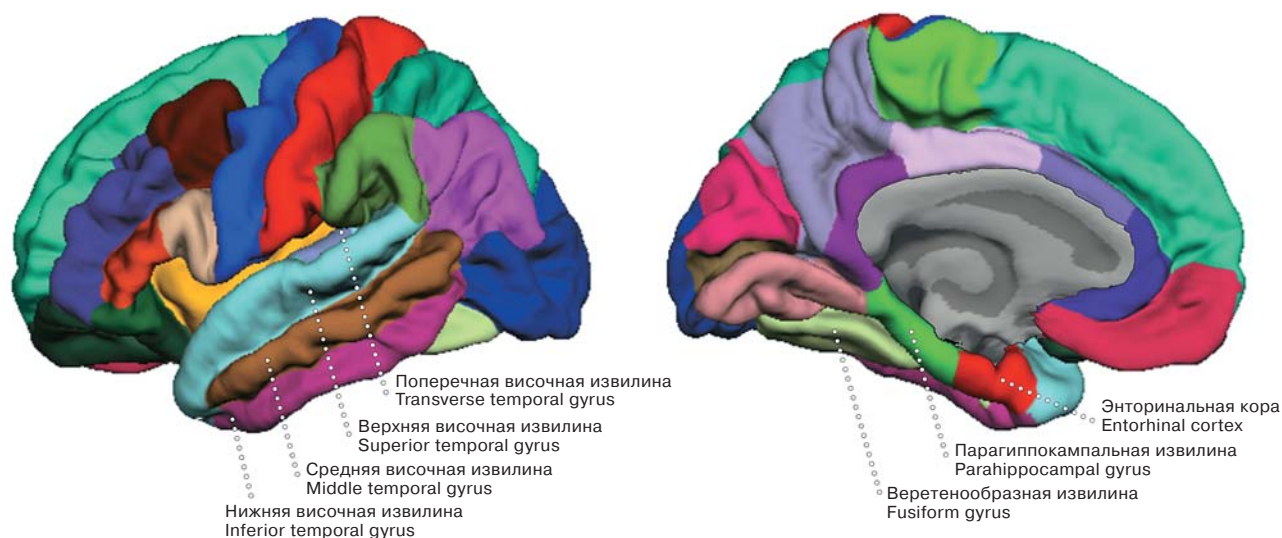 Поперечная височная извилина
Transverse temporal gyrus
Верхняя височная извилина
Superior temporal gyrus
Средняя височная извилина
Middle temporal gyrus
Нижняя височная извилина
Inferior temporal gyrus
Энторинальная кора
Entorhinal cortex
Парагиппокампальная извилина
Parahippocampal gyrus
Веретенообразная извилина
Fusiform gyrus